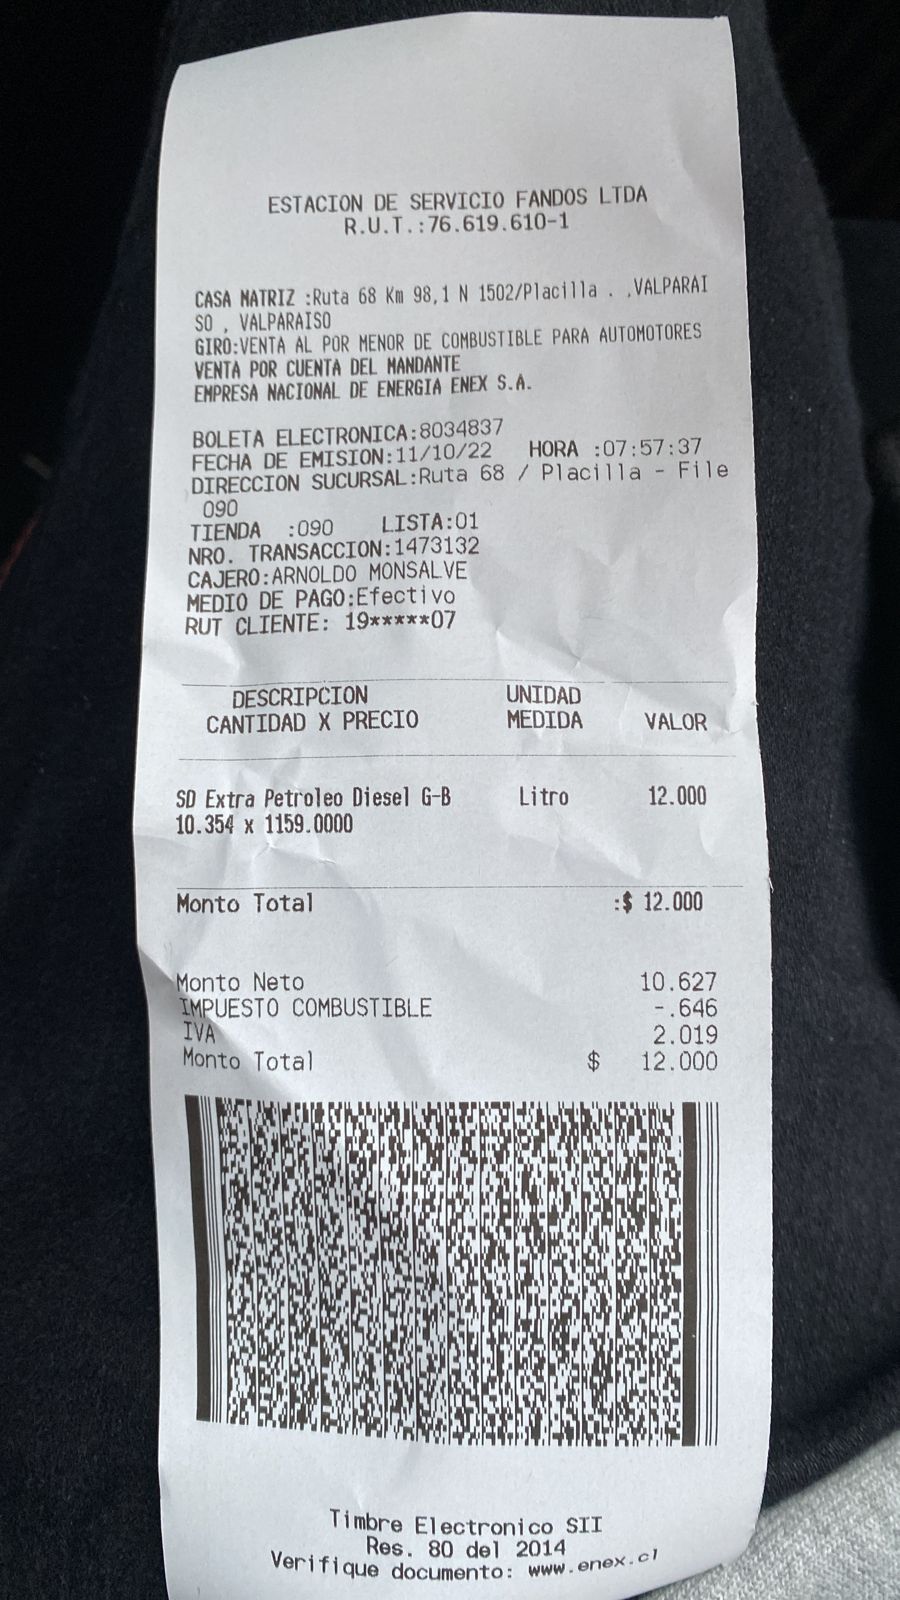 ESTACION DE SERVICIO FANDOS LTDA
R.U.T.:76.619.610-1
CASA MATRIZ :Ruta 68 Km 98,1 N 1502/Placilla . .VALPARAI
SO , VALPARAISO
GIRO:VENTA AL POR MENOR DE COMBUSTIBLE PARA AUTOMOTORES
VENTA POR CUENTA DEL MANDANTE
EMPRESA NACIONAL DE ENERGIA ENEX S.A.
BOLETA ELECTRONICA:8034837
FECHA DE EMISION:11/10/22 HORA :07:57:37
DIRECCION SUCURSAL:Ruta 68 / Placilla - File
090
TIENDA :090 LISTA:01
NRO. TRANSACCION:1473132
CAJERO:ARNOLDO MONSALVE
MEDIO DE PAGO:Efectivo
RUT CLIENTE: 19*****07
DESCRIPCION UNIDAD
CANTIDAD X PRECIO MEDIDA VALOR
SD Extra Petroleo Diesel G-B Litro 12.000
10.354 x 1159.0000
Monto Total :$ 12.000
Monto Neto 10.627
IMPUESTO COMBUSTIBLE -.646
IVA 2.019
Monto Total $ 12.000
Timbre Electronico SII
Res. 80 del 2014
Verifique documento: www.enex.cl